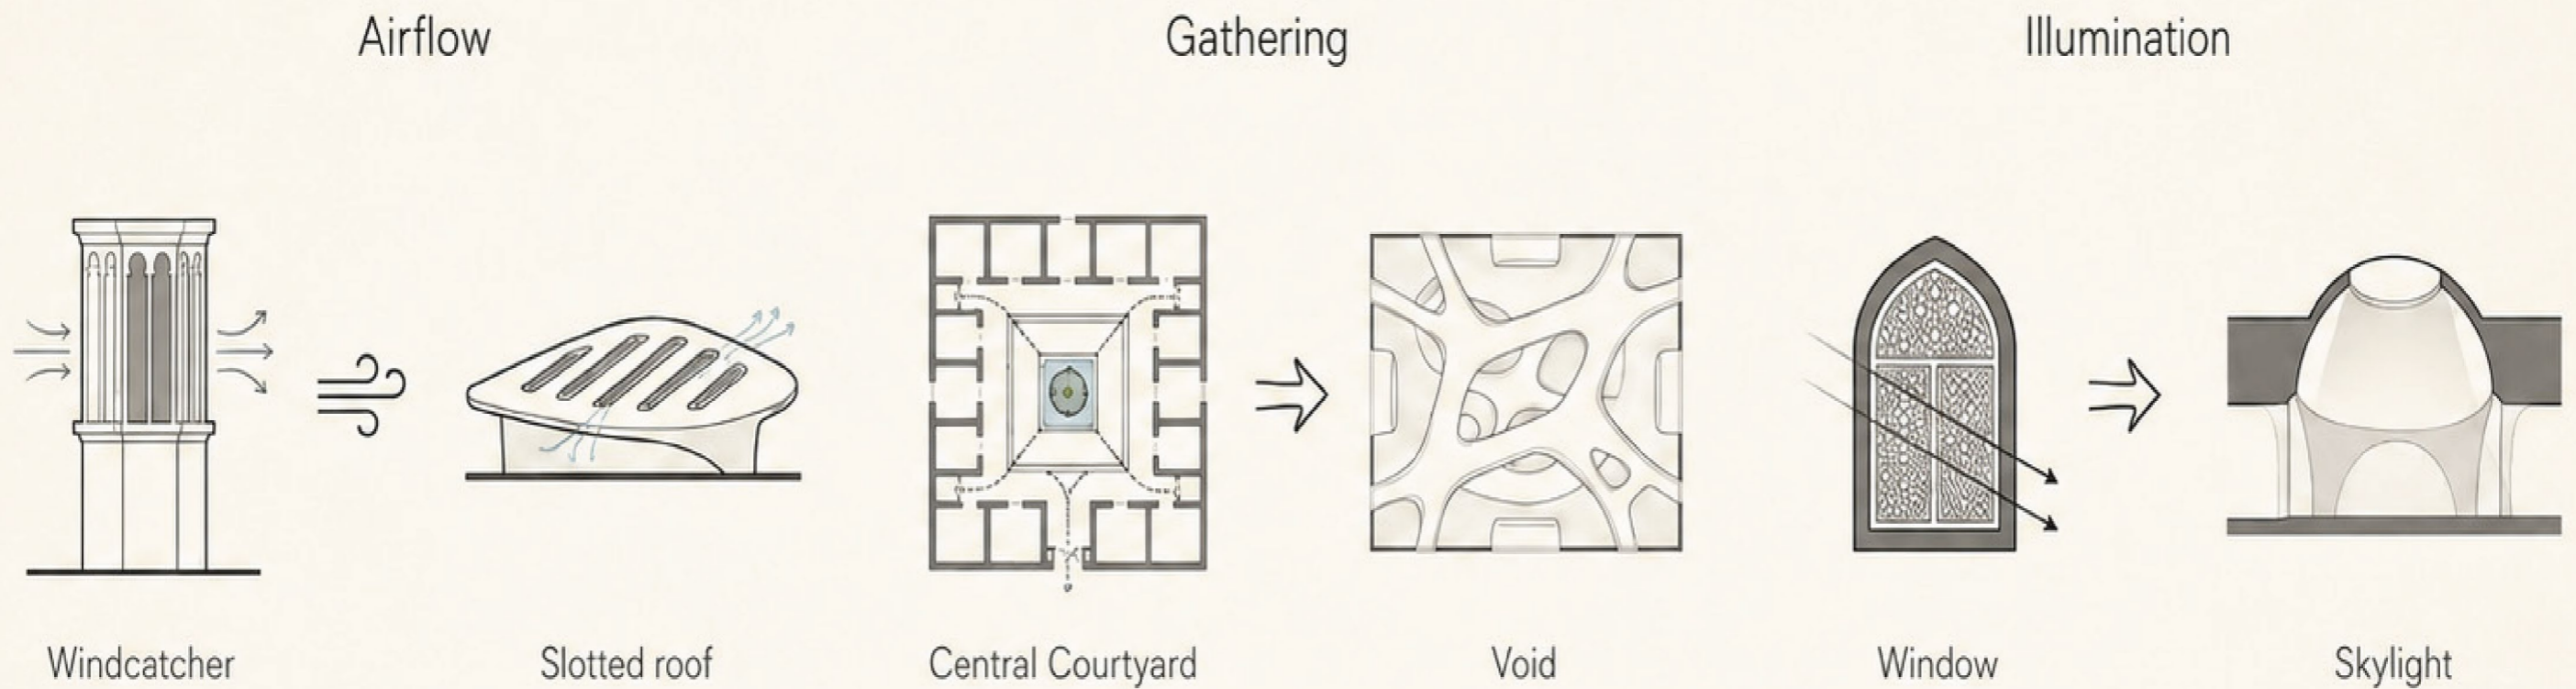 Airflow
Gathering
Illumination
Windcatcher
Slotted roof
Central Courtyard
Void
Window
Skylight